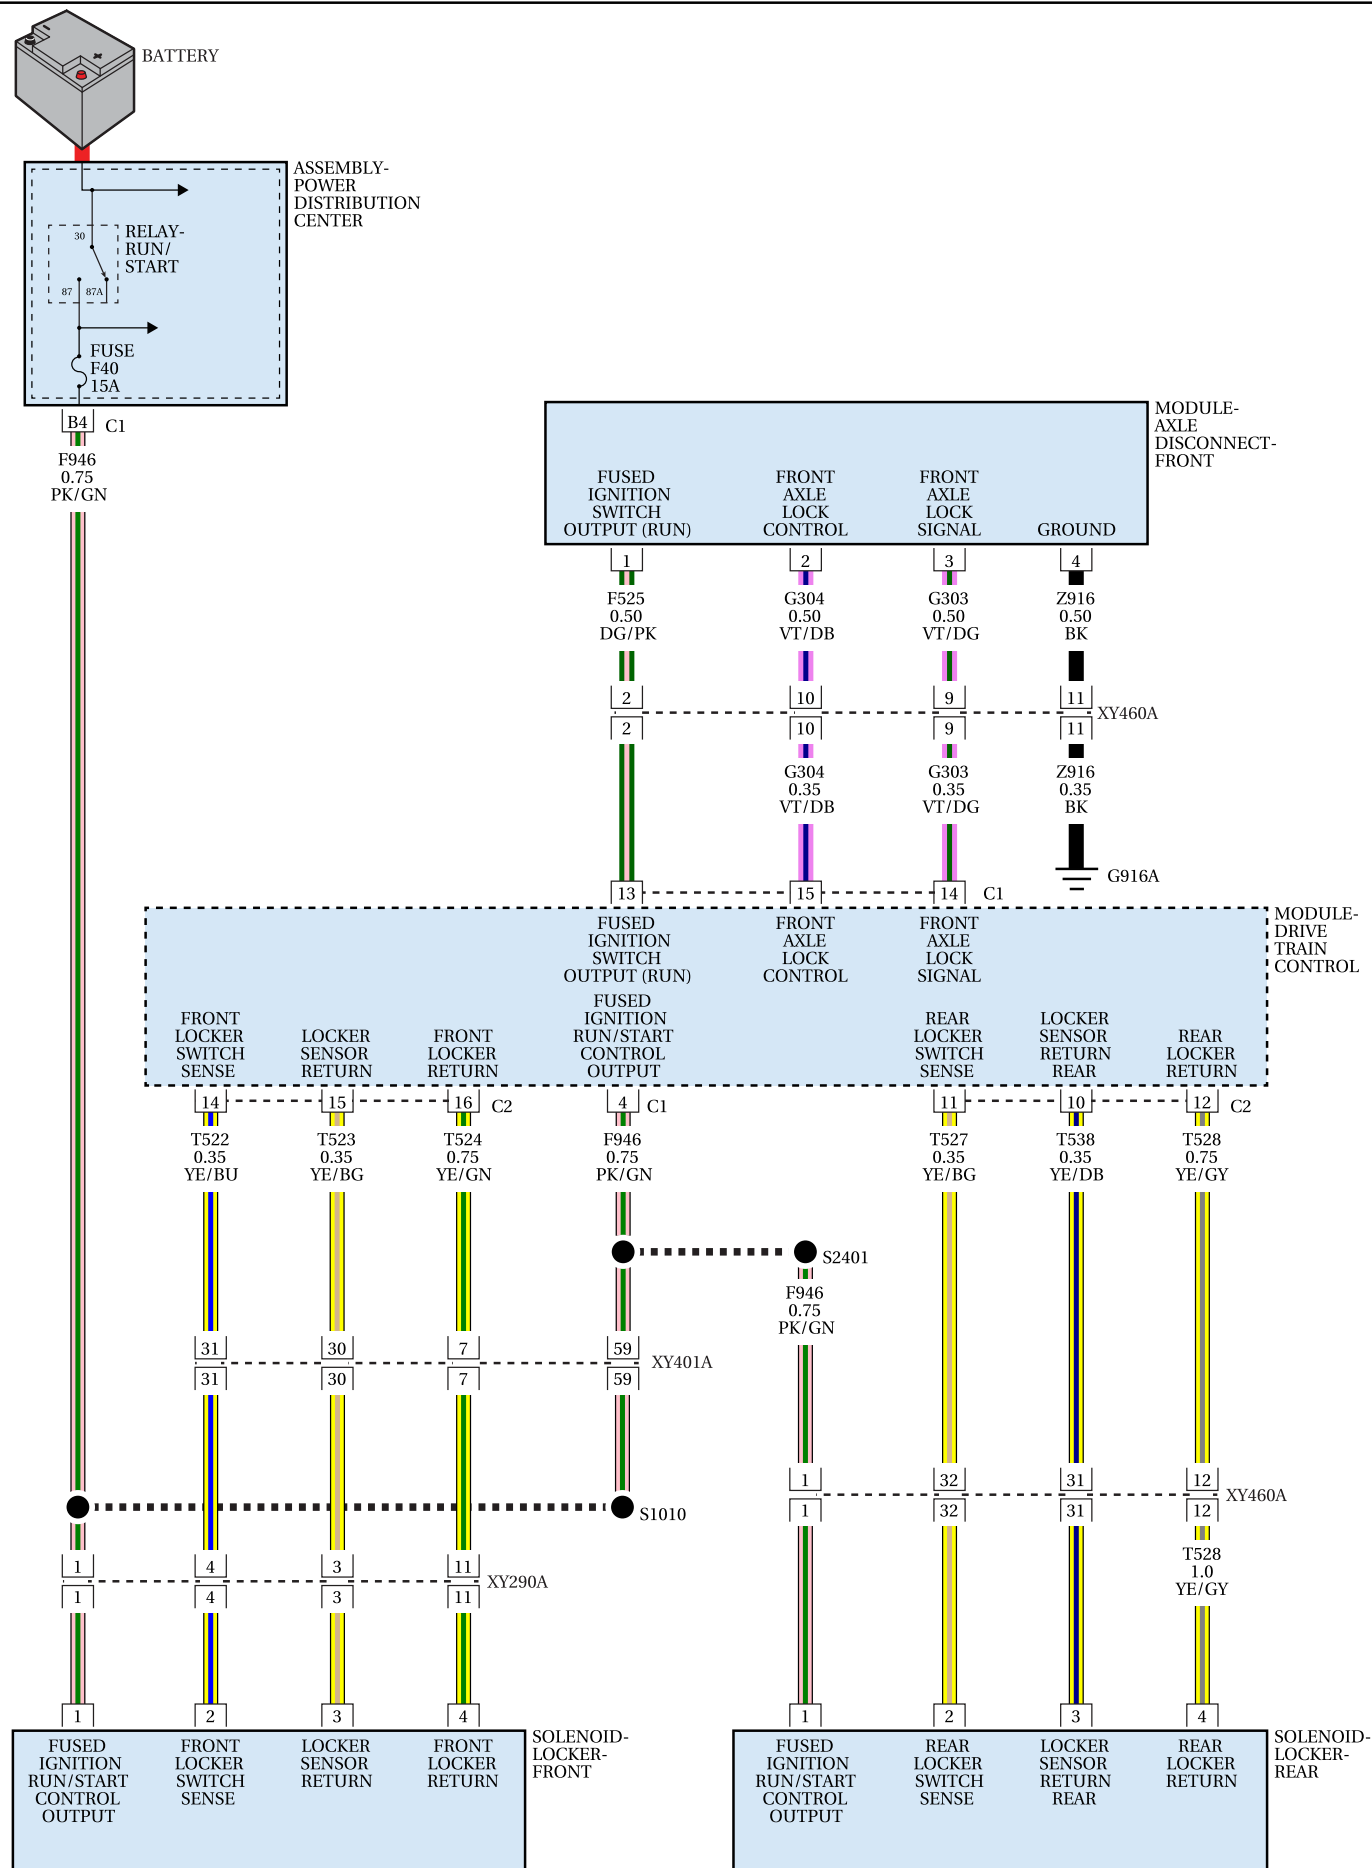 BATTERY
ASSEMBLY-
POWER
DISTRIBUTION
CENTER
RELAY-
RUN/
START
30
87
87A
FUSE
F40
15A
B4
C1
F946
0.75
PK/GN
MODULE-
AXLE
DISCONNECT-
FRONT
FUSED
IGNITION
SWITCH
OUTPUT (RUN)
FRONT
AXLE
LOCK
CONTROL
FRONT
AXLE
LOCK
SIGNAL
GROUND
1
2
3
4
F525
0.50
DG/PK
G304
0.50
VT/DB
G303
0.50
VT/DG
Z916
0.50
BK
2
10
9
11
XY460A
2
10
9
11
G304
0.35
VT/DB
G303
0.35
VT/DG
Z916
0.35
BK
G916A
13
15
14
C1
MODULE-
DRIVE
TRAIN
CONTROL
FUSED
IGNITION
SWITCH
OUTPUT (RUN)
FRONT
AXLE
LOCK
CONTROL
FRONT
AXLE
LOCK
SIGNAL
FRONT
LOCKER
SWITCH
SENSE
LOCKER
SENSOR
RETURN
FRONT
LOCKER
RETURN
FUSED
IGNITION
RUN/START
CONTROL
OUTPUT
REAR
LOCKER
SWITCH
SENSE
LOCKER
SENSOR
RETURN
REAR
REAR
LOCKER
RETURN
14
15
16
C2
4
C1
11
10
12
C2
T522
0.35
YE/BU
T523
0.35
YE/BG
T524
0.75
YE/GN
F946
0.75
PK/GN
T527
0.35
YE/BG
T538
0.35
YE/DB
T528
0.75
YE/GY
S2401
F946
0.75
PK/GN
31
30
7
59
XY401A
31
30
7
59
1
32
31
12
XY460A
1
32
31
12
S1010
T528
1.0
YE/GY
1
4
3
11
XY290A
1
4
3
11
1
2
3
4
SOLENOID-
LOCKER-
FRONT
FUSED
IGNITION
RUN/START
CONTROL
OUTPUT
FRONT
LOCKER
SWITCH
SENSE
LOCKER
SENSOR
RETURN
FRONT
LOCKER
RETURN
1
2
3
4
SOLENOID-
LOCKER-
REAR
FUSED
IGNITION
RUN/START
CONTROL
OUTPUT
REAR
LOCKER
SWITCH
SENSE
LOCKER
SENSOR
RETURN
REAR
REAR
LOCKER
RETURN